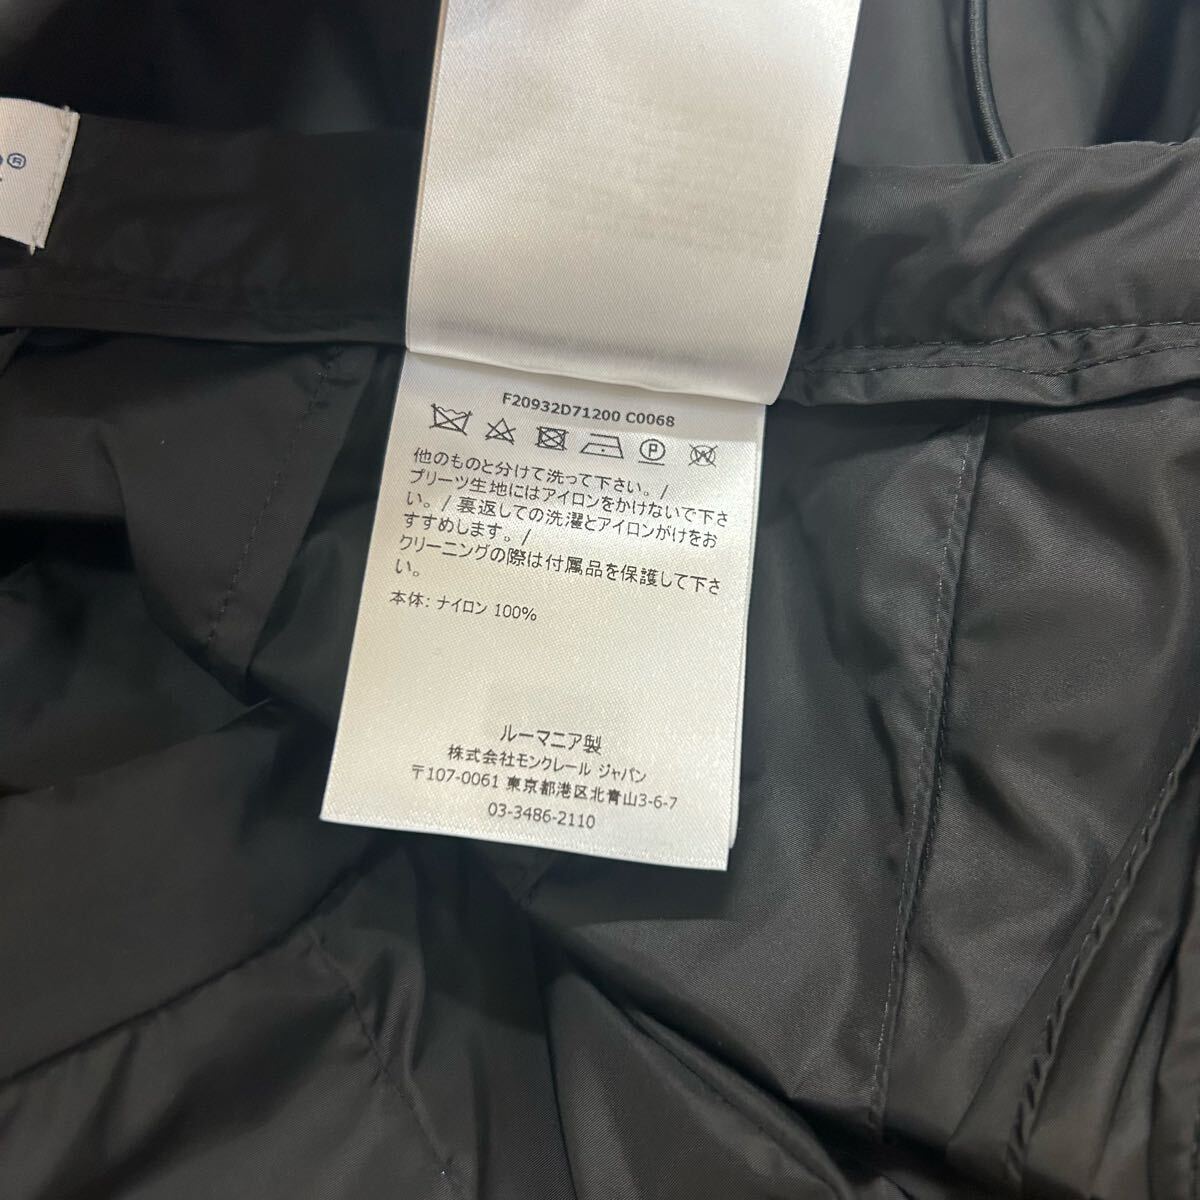 F20932D71200 C0068
他のものと分けて洗って下さい。/
プリーツ生地にはアイロンをかけないで下さ
い。/ 裏返しての洗濯とアイロンがけをお
すすめします。/
クリーニングの際は付属品を保護して下さ
い。
本体: ナイロン 100%
ルーマニア製
株式会社モンクレール ジャパン
〒107-0061 東京都港区北青山3-6-7
03-3486-2110